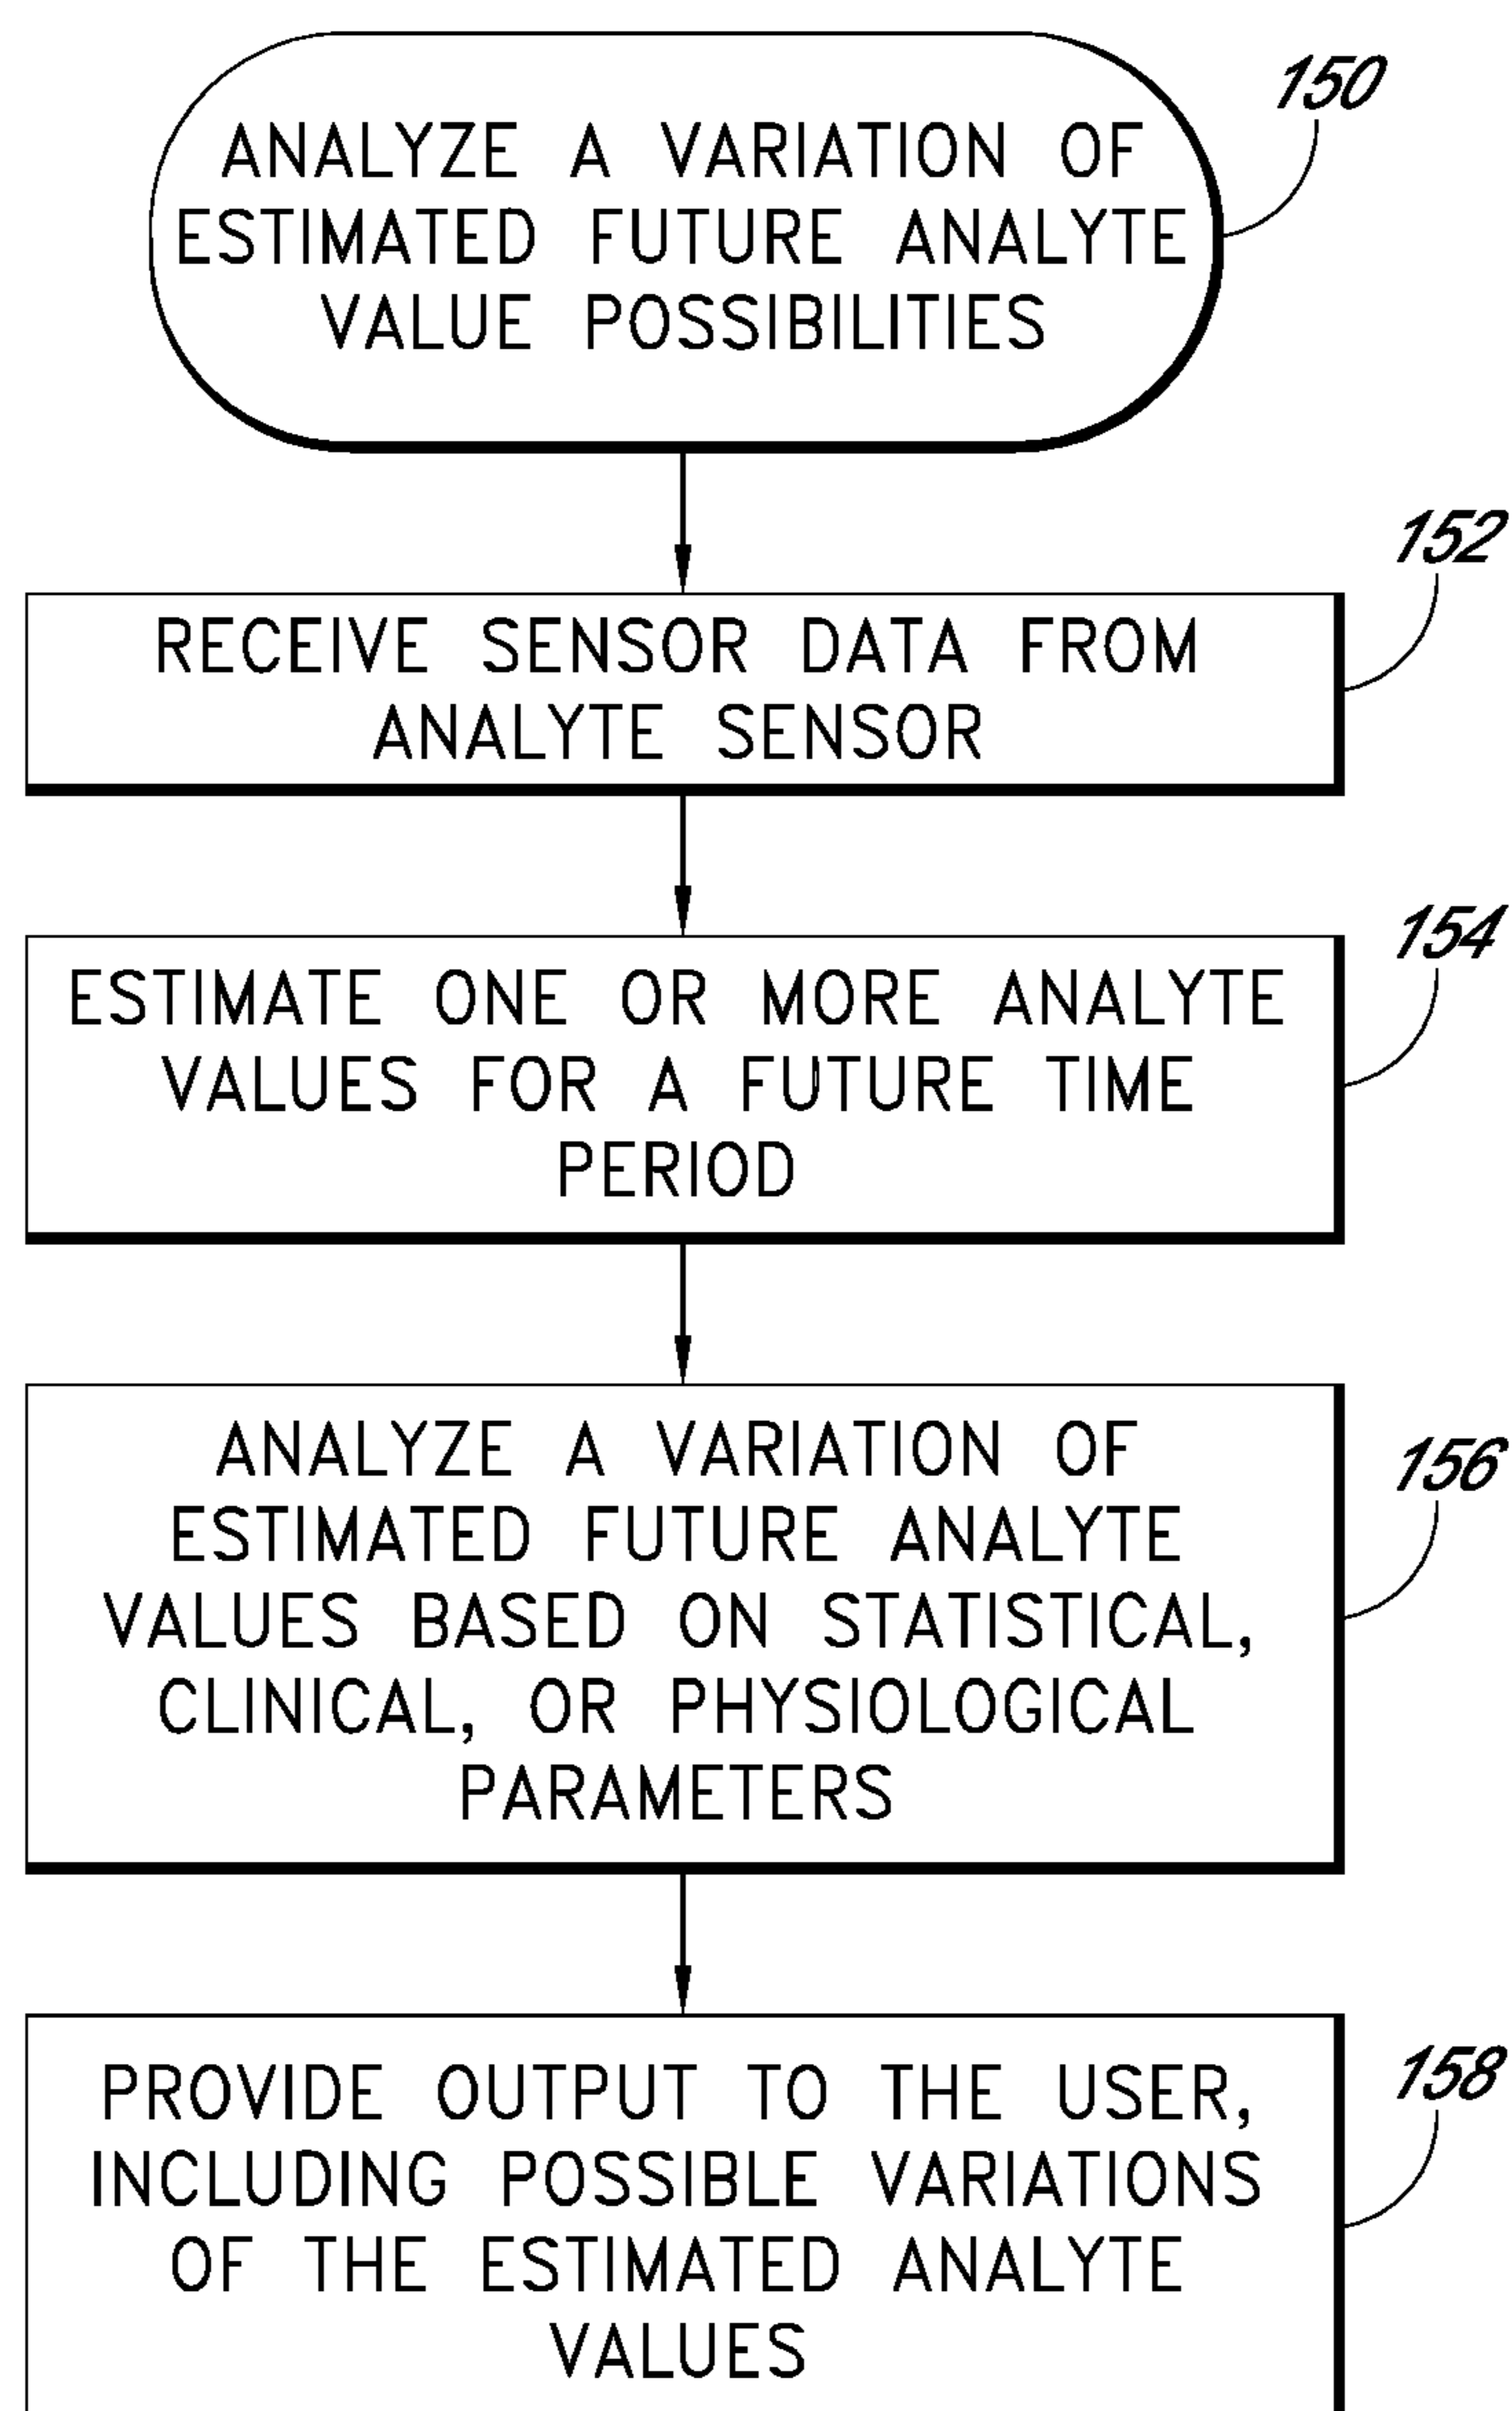 ANALYZE A VARIATION OF
ESTIMATED FUTURE ANALYTE
VALUE POSSIBILITIES
150
RECEIVE SENSOR DATA FROM
ANALYTE SENSOR
152
ESTIMATE ONE OR MORE ANALYTE
VALUES FOR A FUTURE TIME
PERIOD
154
ANALYZE A VARIATION OF
ESTIMATED FUTURE ANALYTE
VALUES BASED ON STATISTICAL,
CLINICAL, OR PHYSIOLOGICAL
PARAMETERS
156
PROVIDE OUTPUT TO THE USER,
INCLUDING POSSIBLE VARIATIONS
OF THE ESTIMATED ANALYTE
VALUES
158